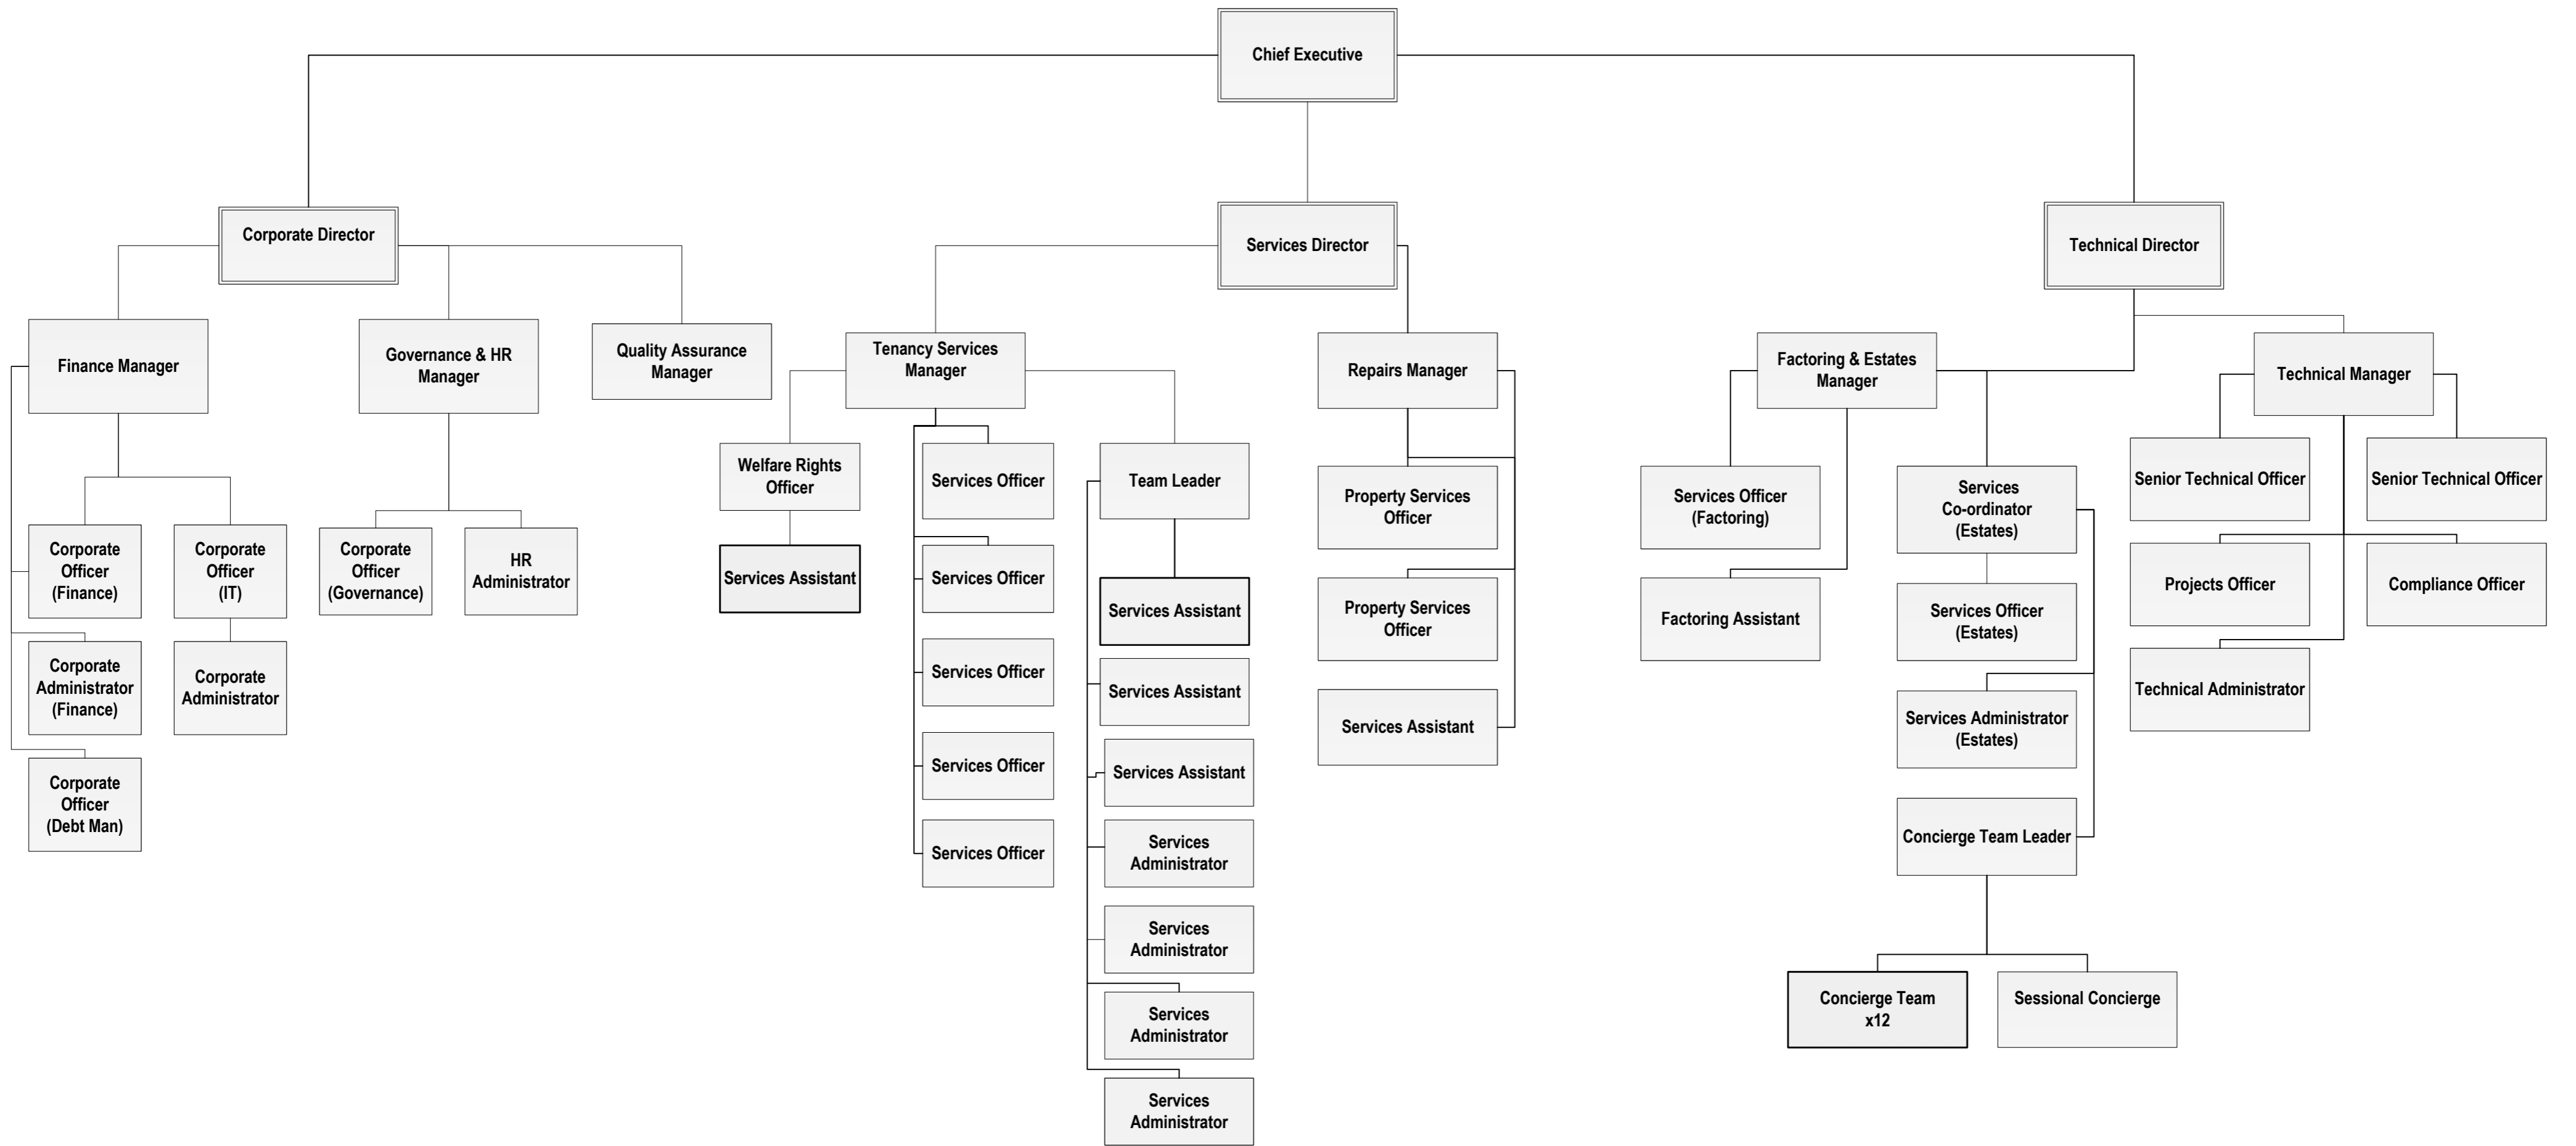 Chief Executive
Corporate Director
Services Director
Technical Director
Finance Manager
Governance & HR
Manager
Quality Assurance
Manager
Tenancy Services
Manager
Repairs Manager
Factoring & Estates
Manager
Technical Manager
Corporate
Officer
(Finance)
Corporate
Administrator
(Finance)
Corporate
Officer
(Debt Man)
Corporate
Officer
(IT)
Corporate
Administrator
Corporate
Officer
(Governance)
HR
Administrator
Welfare Rights
Officer
Services Assistant
Services Officer
Services Officer
Services Officer
Services Officer
Services Officer
Team Leader
Services Assistant
Services Assistant
Services Assistant
Services
Administrator
Services
Administrator
Services
Administrator
Services
Administrator
Property Services
Officer
Property Services
Officer
Services Assistant
Services Officer
(Factoring)
Factoring Assistant
Services
Co-ordinator
(Estates)
Services Officer
(Estates)
Services Administrator
(Estates)
Concierge Team Leader
Concierge Team
x12
Sessional Concierge
Senior Technical Officer
Senior Technical Officer
Projects Officer
Compliance Officer
Technical Administrator